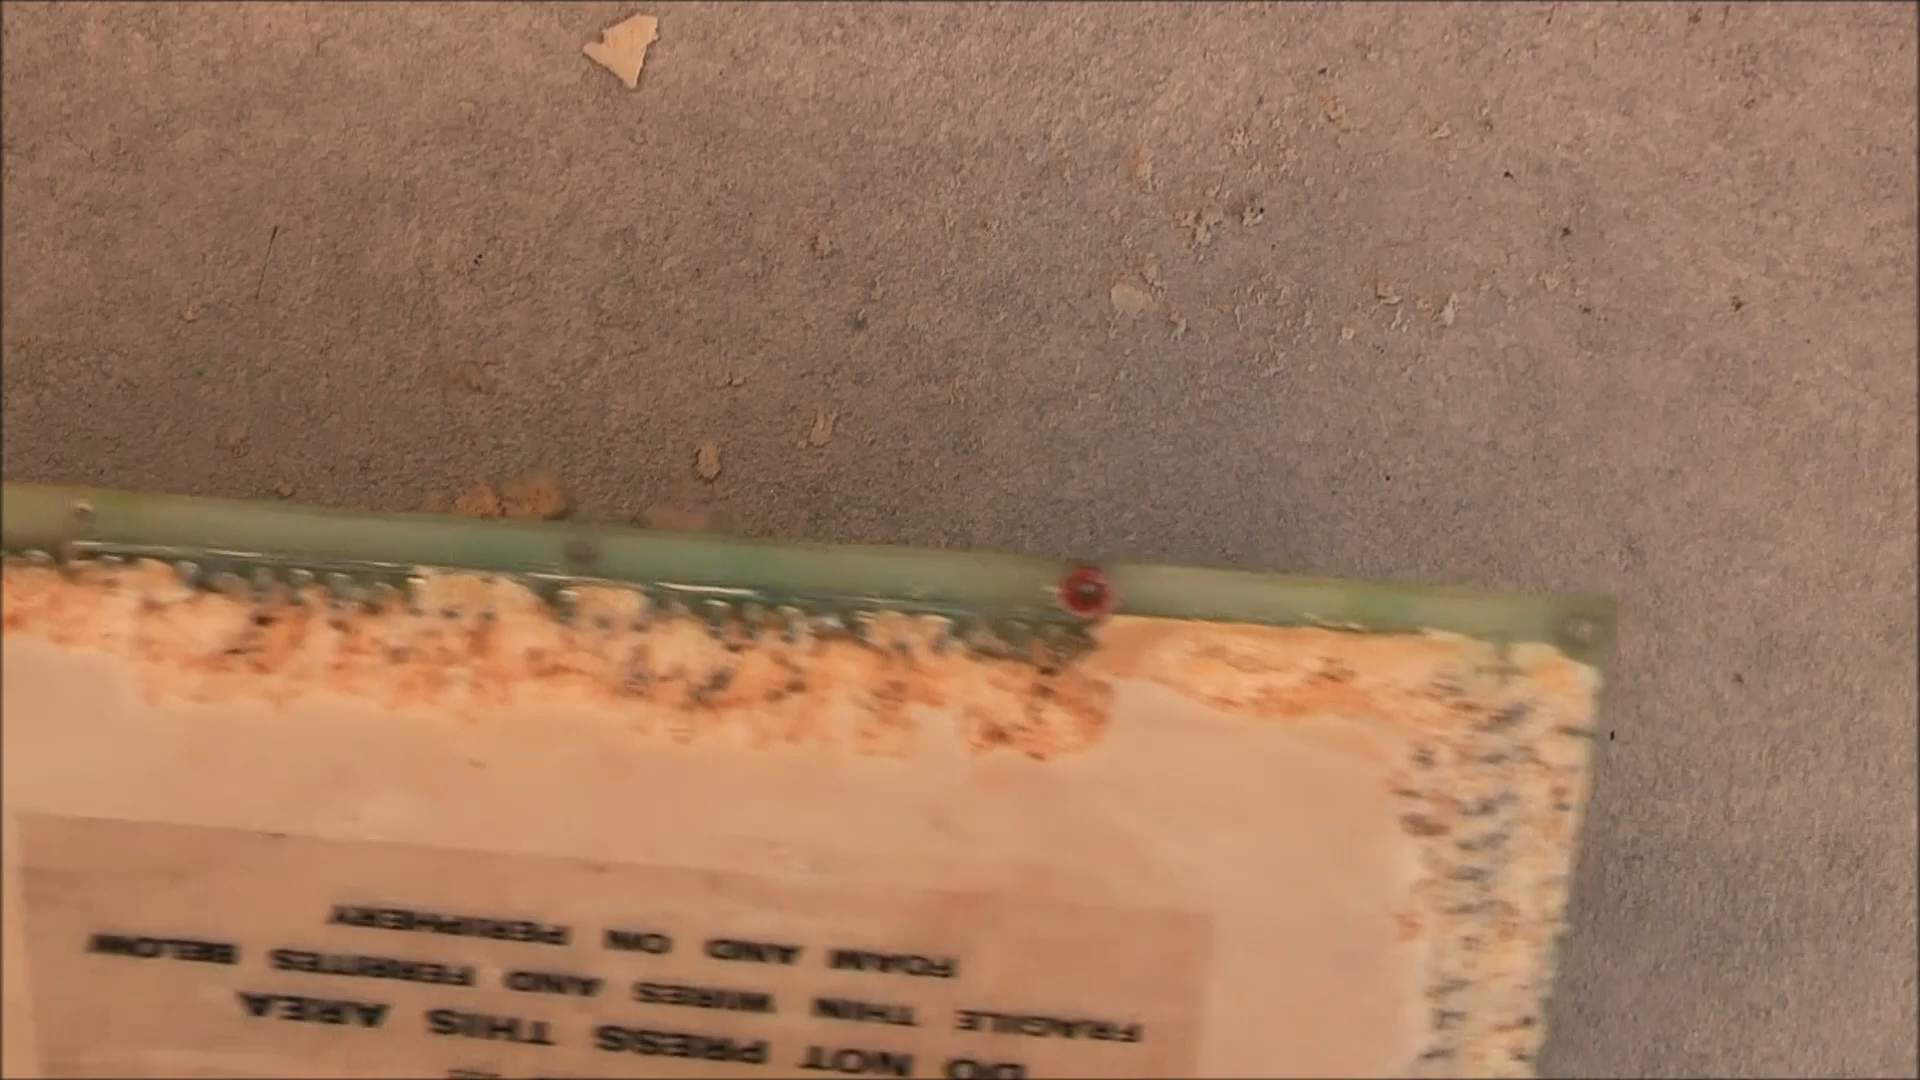 DO NOT PRESS THIS AREA
FRAGILE THIN WIRES AND FERRITES BELOW
FOAM AND ON PERIPHERY